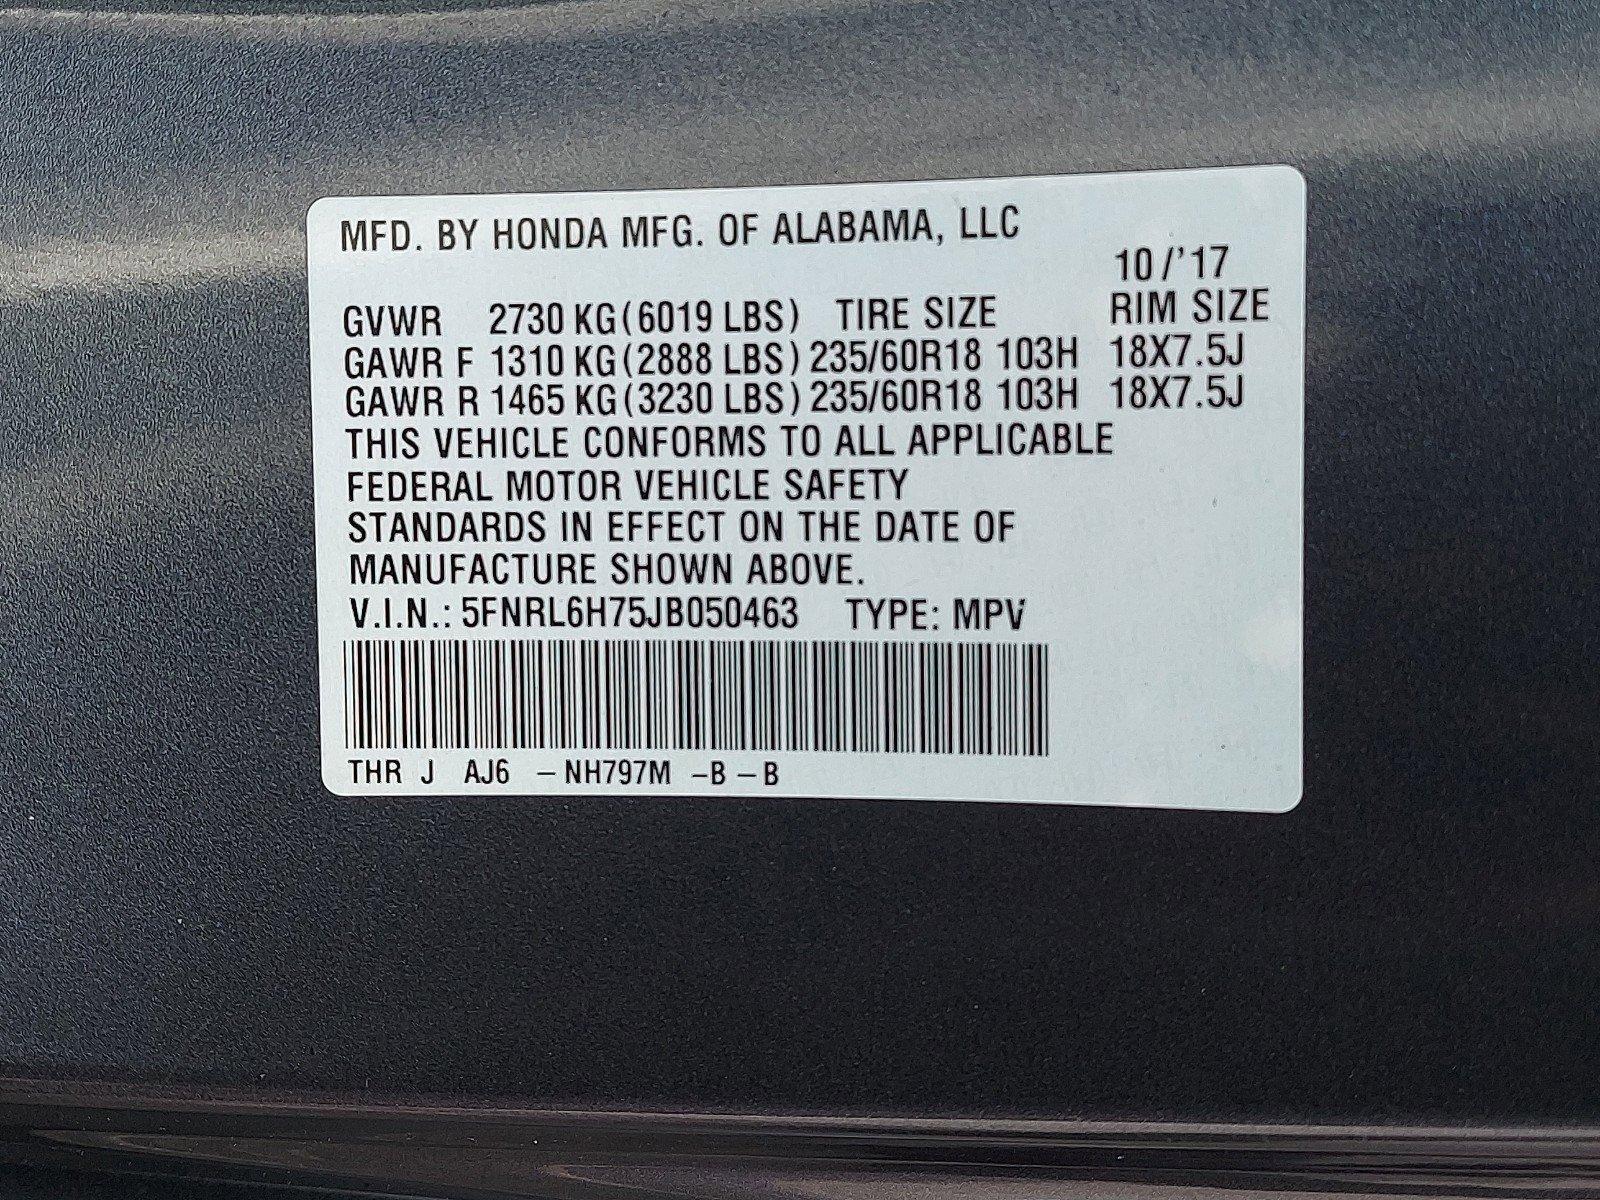 MFD. BY HONDA MFG. OF ALABAMA, LLC
10/'17
GVWR 2730 KG(6019 LBS) TIRE SIZE RIM SIZE
GAWR F 1310 KG(2888 LBS) 235/60R18 103H 18X7.5J
GAWR R 1465 KG(3230 LBS) 235/60R18 103H 18X7.5J
THIS VEHICLE CONFORMS TO ALL APPLICABLE
FEDERAL MOTOR VEHICLE SAFETY
STANDARDS IN EFFECT ON THE DATE OF
MANUFACTURE SHOWN ABOVE.
V.I.N.: 5FNRL6H75JB050463 TYPE: MPV
THR J AJ6 -NH797M -B-B